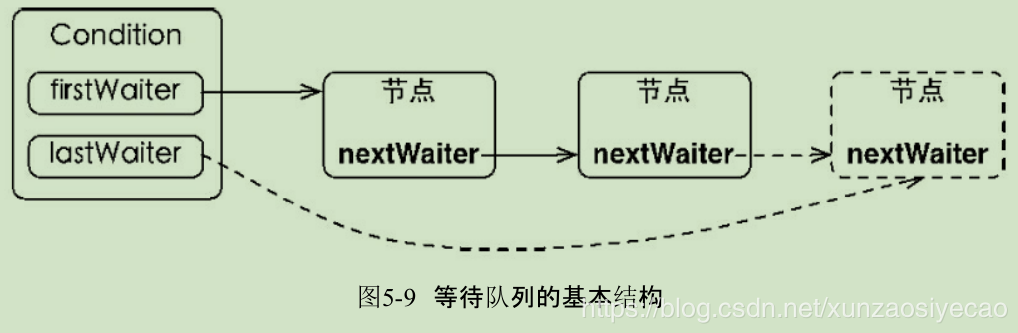 Condition
firstWaiter
lastWaiter
节点
nextWaiter
节点
nextWaiter
节点
nextWaiter
图5-9 等待队列的基本结构
https://blog.csdn.net/xunzaosiyecao